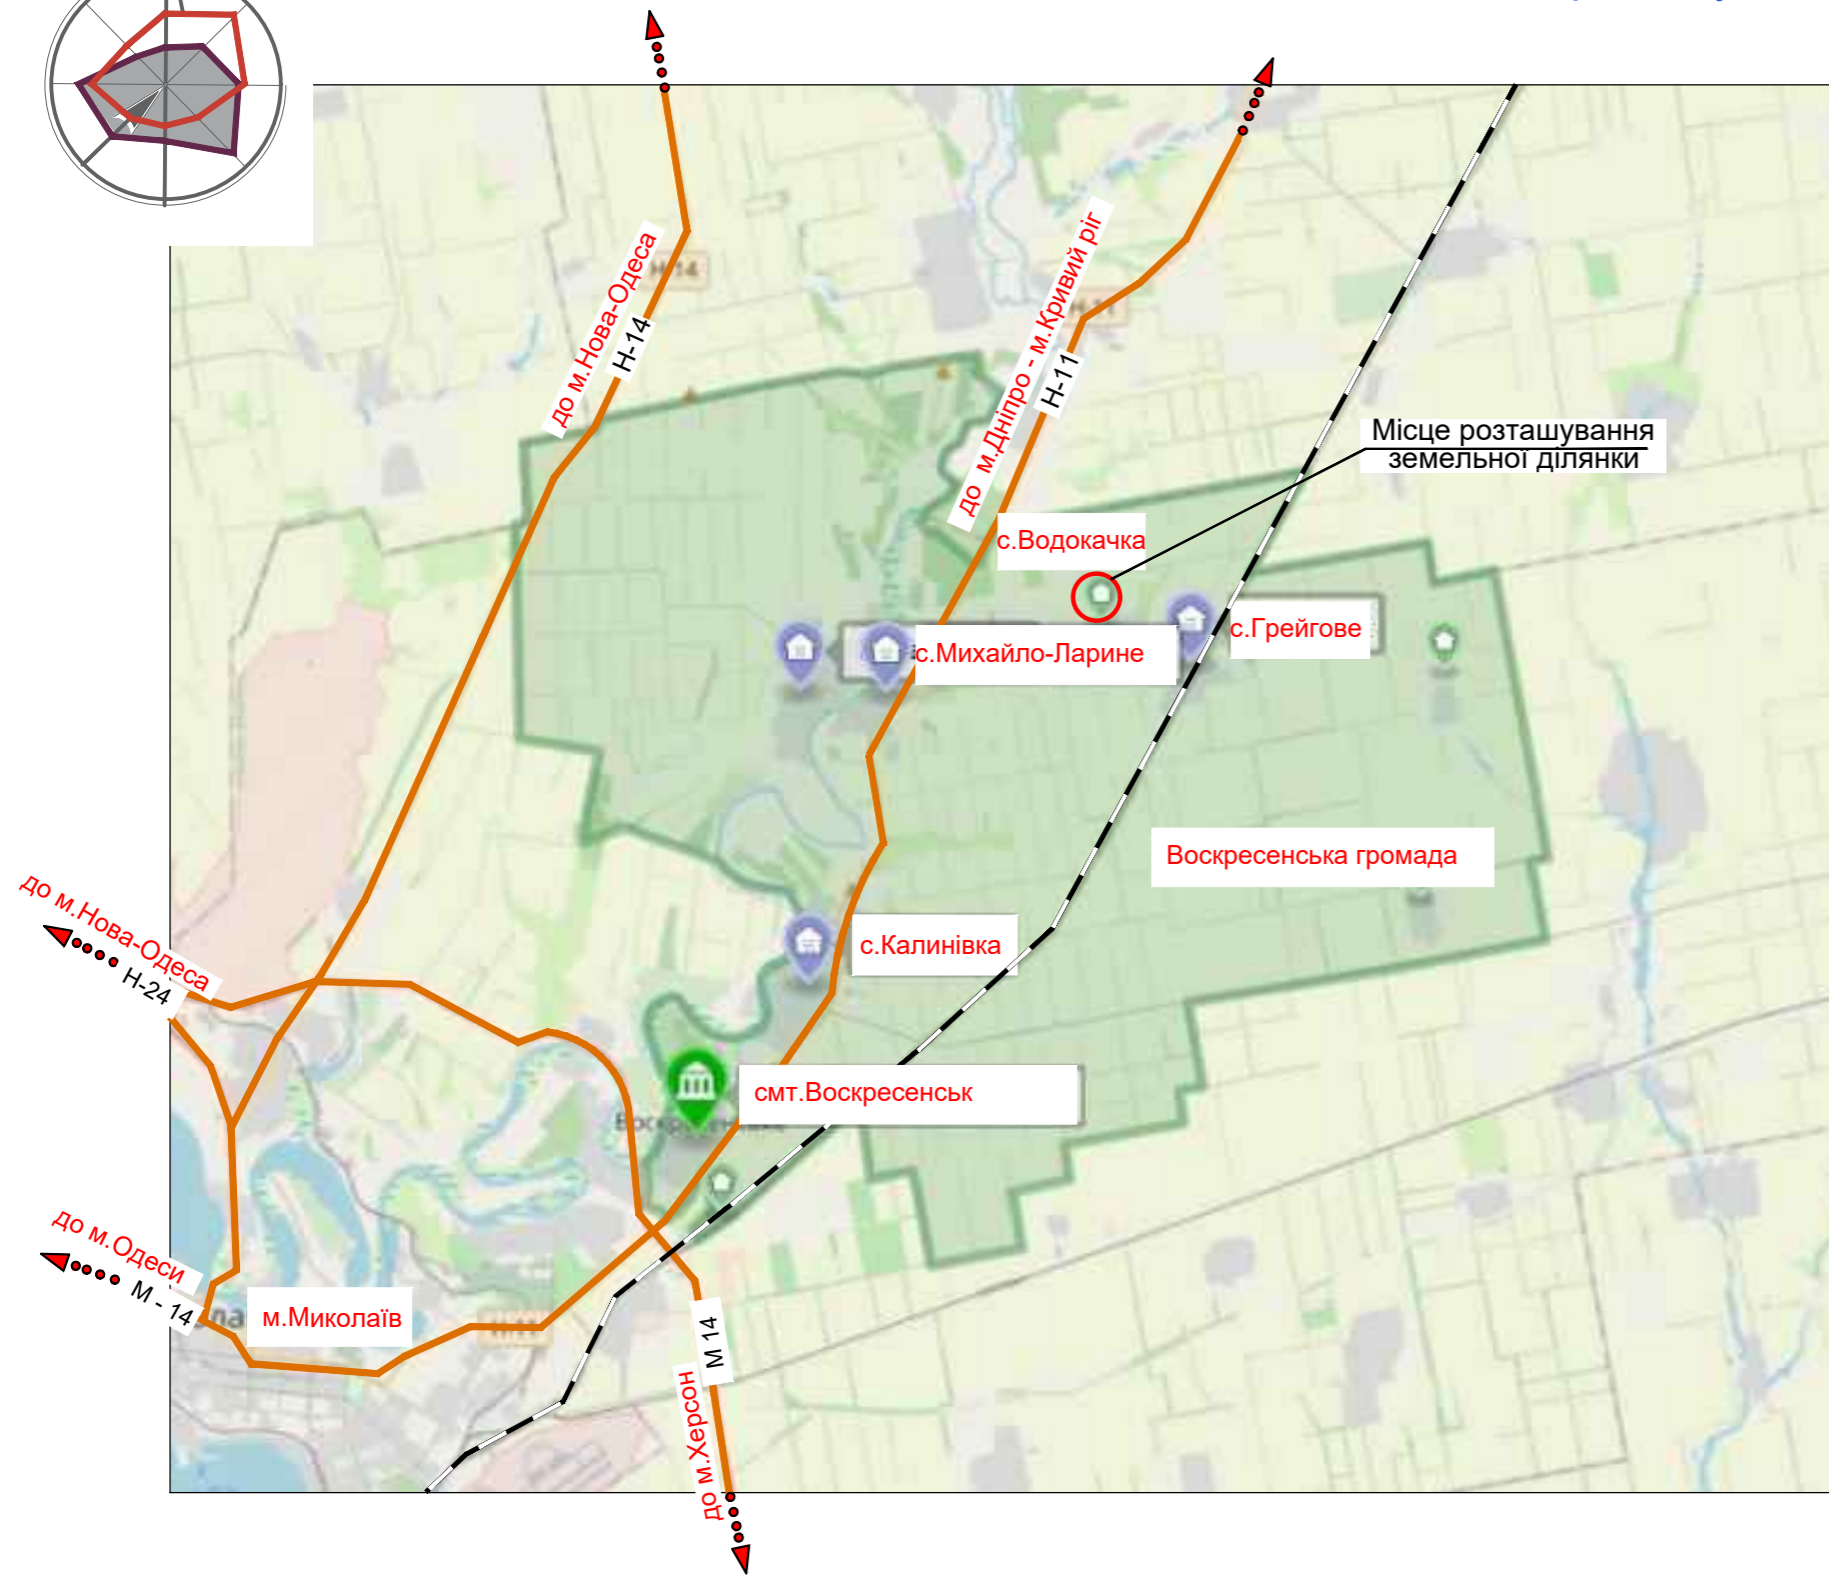 до м.Нова-Одеса
Н-14
Н-14
до м.Дніпро - м.Кривий ріг
Н-11
Місце розташування
земельної ділянки
с.Водокачка
с.Грейгове
с.Михайло-Ларине
Воскресенська громада
до м.Нова-Одеса
Н-24
с.Калинівка
смт.Воскресенськ
до м.Одеси
М - 14
м.Миколаїв
М 14
до м.Херсон